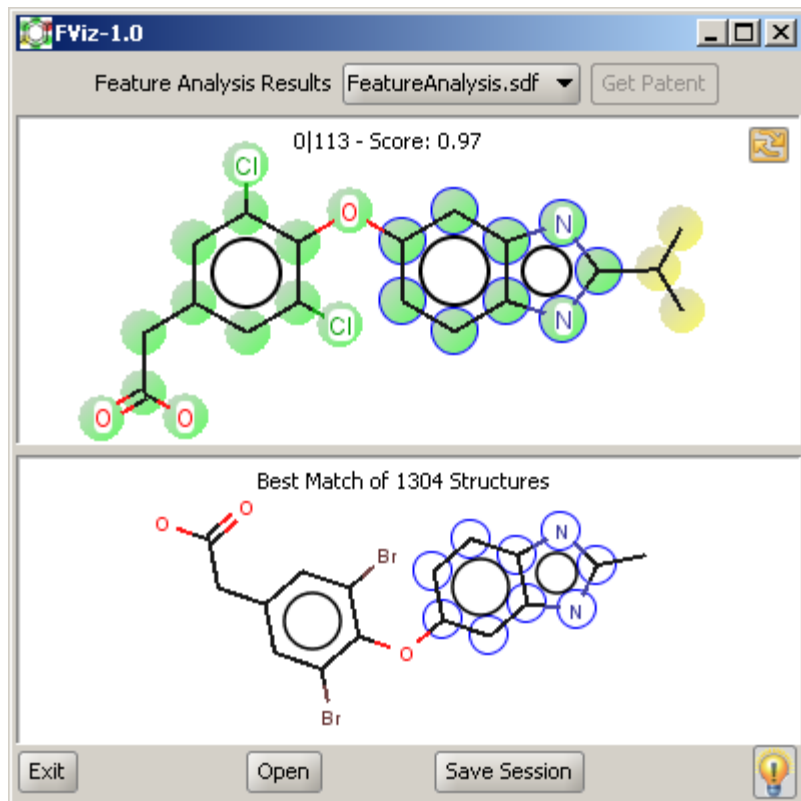 FViz-1.0
Feature Analysis Results FeatureAnalysis.sdf Get Patent
0|113 - Score: 0.97
Cl
O
N
Cl
N
O O
Best Match of 1304 Structures
O O
N
Br
N
O
Br
Exit Open Save Session